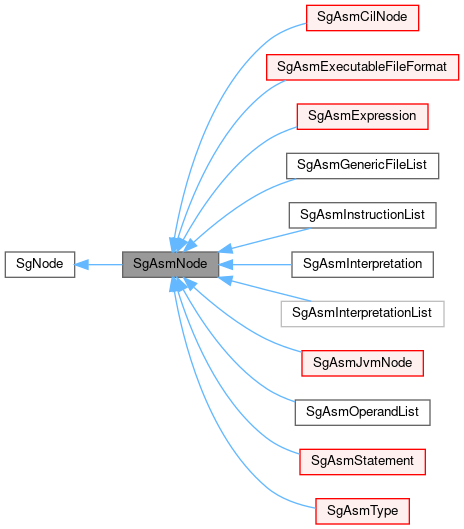 SgAsmCilNode
SgAsmExecutableFileFormat
SgAsmExpression
SgAsmGenericFileList
SgAsmInstructionList
SgNode
SgAsmNode
SgAsmInterpretation
SgAsmInterpretationList
SgAsmJvmNode
SgAsmOperandList
SgAsmStatement
SgAsmType